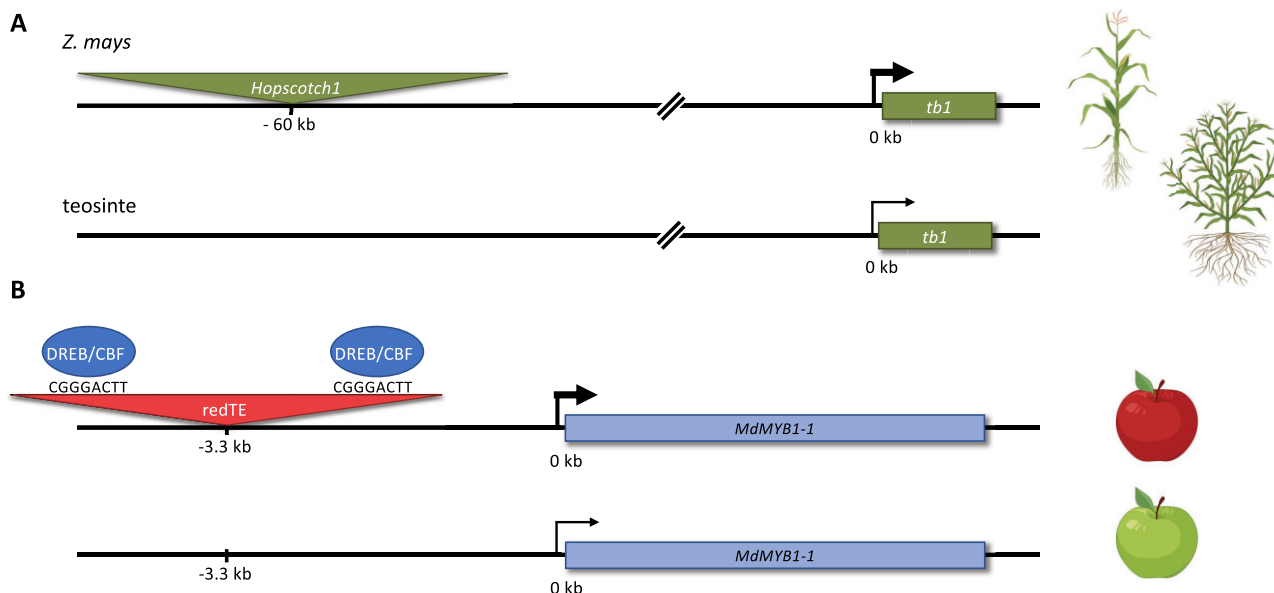 A
Z. mays
Hopscotch1
- 60 kb
tb1
0 kb
teosinte
tb1
0 kb
B
DREB/CBF DREB/CBF
CGGGACTT CGGGACTT
redTE
-3.3 kb
MdMYB1-1
0 kb
-3.3 kb
MdMYB1-1
0 kb